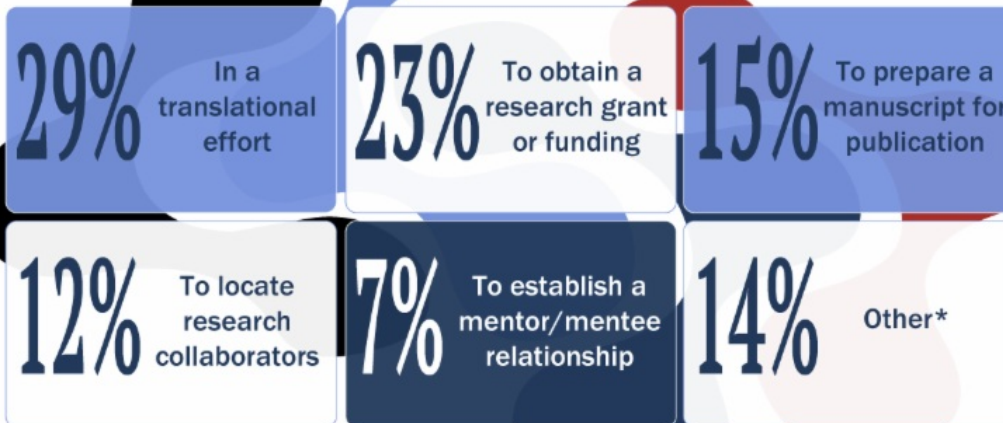 29%
In a
translational
effort
23%
To obtain a
research grant
or funding
15%
To prepare a
manuscript for
publication
12%
To locate
research
collaborators
7%
To establish a
mentor/mentee
relationship
14%
Other*